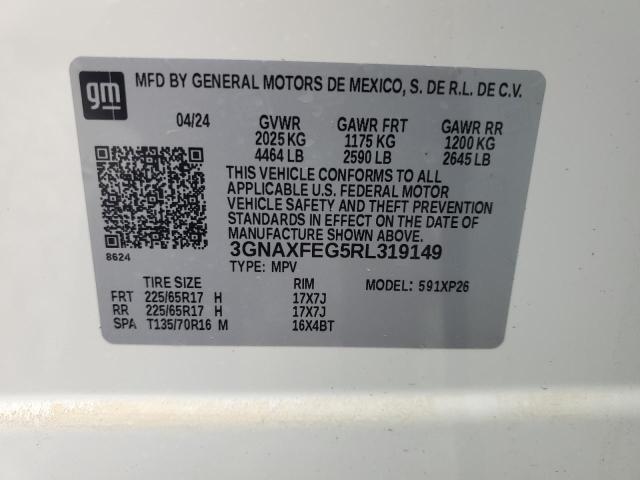 gm
MFD BY GENERAL MOTORS DE MEXICO, S. DE R.L. DE C.V.
04/24 GVWR GAWR FRT GAWR RR
2025 KG 1175 KG 1200 KG
4464 LB 2590 LB 2645 LB
THIS VEHICLE CONFORMS TO ALL
APPLICABLE U.S. FEDERAL MOTOR
VEHICLE SAFETY AND THEFT PREVENTION
STANDARDS IN EFFECT ON THE DATE OF
MANUFACTURE SHOWN ABOVE.
8624
3GNAXFEG5RL319149
TYPE: MPV
TIRE SIZE RIM MODEL: 591XP26
FRT 225/65R17 H 17X7J
RR 225/65R17 H 17X7J
SPA T135/70R16 M 16X4BT